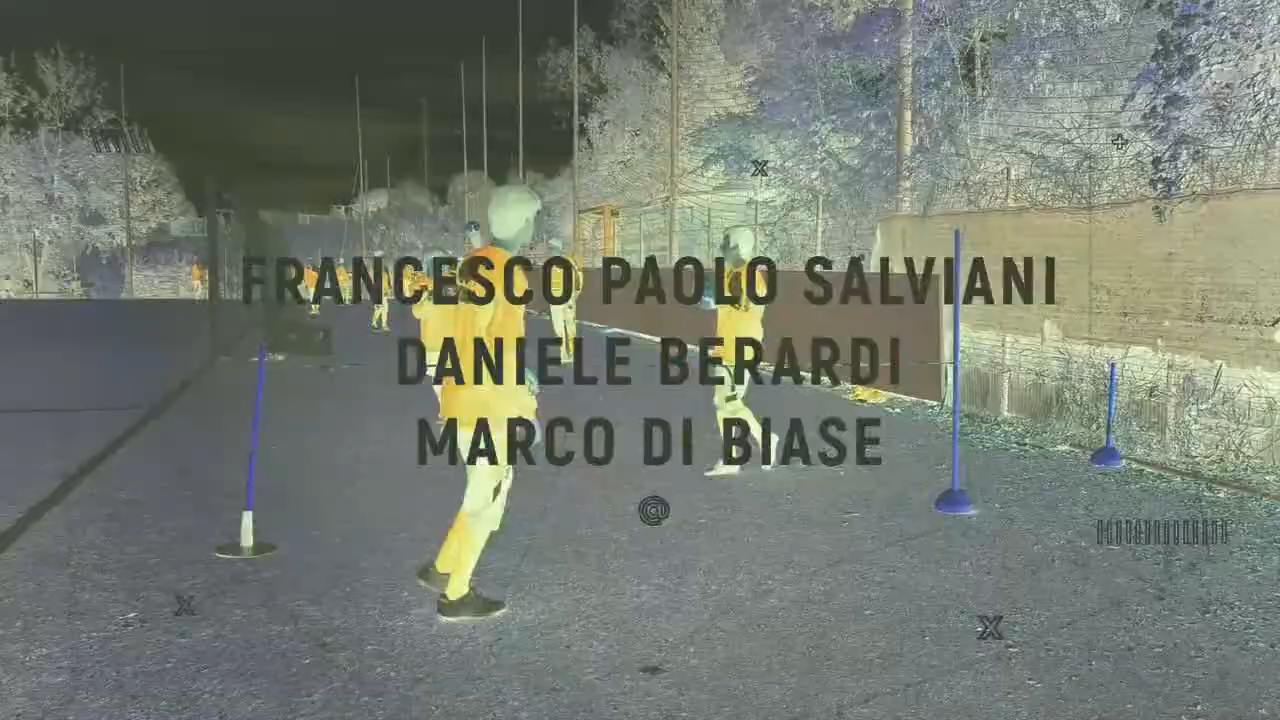 FRANCESCO PAOLO SALVIANI
DANIELE BERARDI
MARCO DI BIASE
@